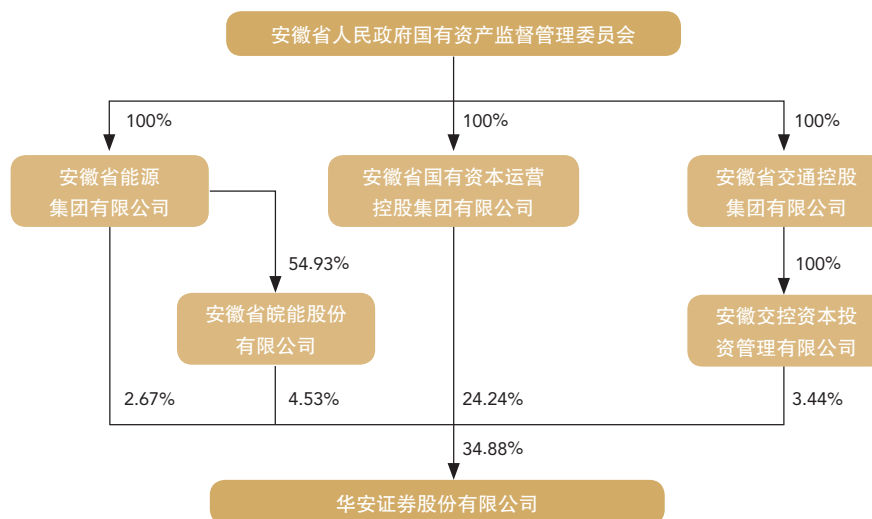 安徽省人民政府国有资产监督管理委员会
100%
100%
100%
安徽省能源
集团有限公司
安徽省国有资本运营
控股集团有限公司
安徽省交通控股
集团有限公司
54.93%
100%
安徽省皖能股份
有限公司
安徽交控资本投
资管理有限公司
2.67%
4.53%
24.24%
3.44%
34.88%
华安证券股份有限公司